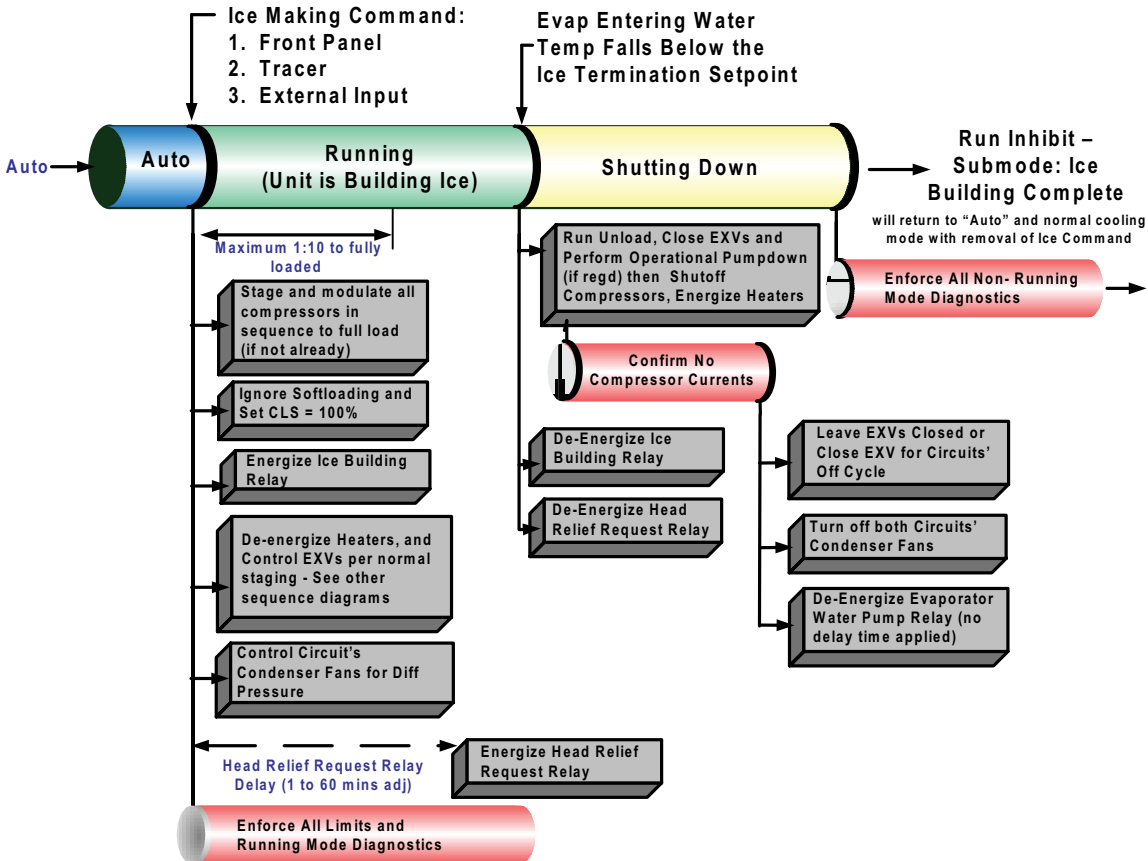 Ice Making Command:
1. Front Panel
2. Tracer
3. External Input
Evap Entering Water
Temp Falls Below the
Ice Termination Setpoint
Auto
Auto
Running
(Unit is Building Ice)
Shutting Down
Run Inhibit –
Submode: Ice
Building Complete
will return to “Auto” and normal cooling
mode with removal of Ice Command
Maximum 1:10 to fully
loaded
Stage and modulate all
compressors in
sequence to full load
(if not already)
Ignore Softloading and
Set CLS = 100%
Energize Ice Building
Relay
De-energize Heaters, and
Control EXVs per normal
staging - See other
sequence diagrams
Control Circuit’s
Condenser Fans for Diff
Pressure
Head Relief Request Relay
Delay (1 to 60 mins adj)
Energize Head Relief
Request Relay
Enforce All Limits and
Running Mode Diagnostics
Run Unload, Close EXVs and
Perform Operational Pumpdown
(if regd) then Shutoff
Compressors, Energize Heaters
Confirm No
Compressor Currents
De-Energize Ice
Building Relay
De-Energize Head
Relief Request Relay
Enforce All Non- Running
Mode Diagnostics
Leave EXVs Closed or
Close EXV for Circuits’
Off Cycle
Turn off both Circuits’
Condenser Fans
De-Energize Evaporator
Water Pump Relay (no
delay time applied)